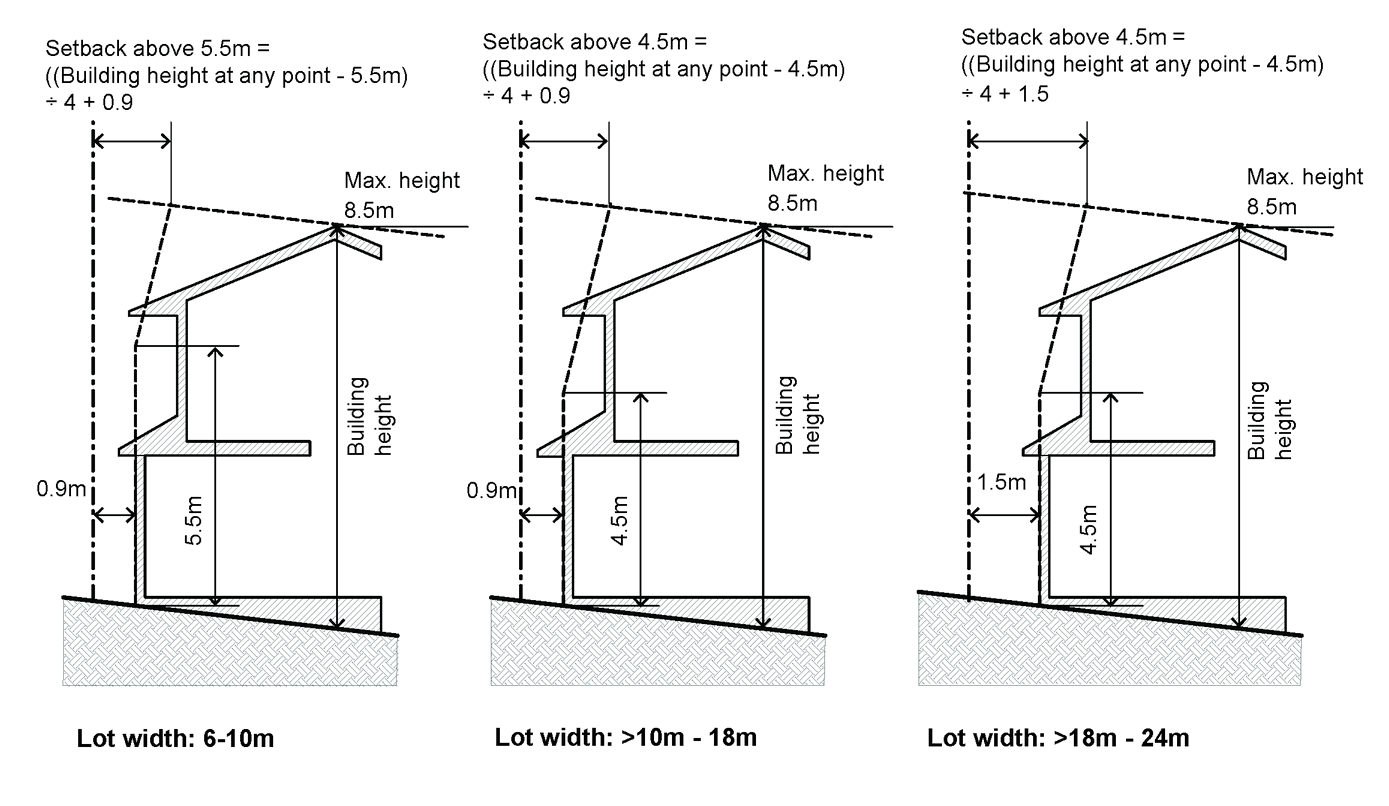 Setback above 5.5m =
((Building height at any point - 5.5m)
÷ 4 + 0.9
Max. height
8.5m
Building
height
0.9m
5.5m
Lot width: 6-10m
Setback above 4.5m =
((Building height at any point - 4.5m)
÷ 4 + 0.9
Max. height
8.5m
Building
height
0.9m
4.5m
Lot width: >10m - 18m
Setback above 4.5m =
((Building height at any point - 4.5m)
÷ 4 + 1.5
Max. height
8.5m
Building
height
1.5m
4.5m
Lot width: >18m - 24m